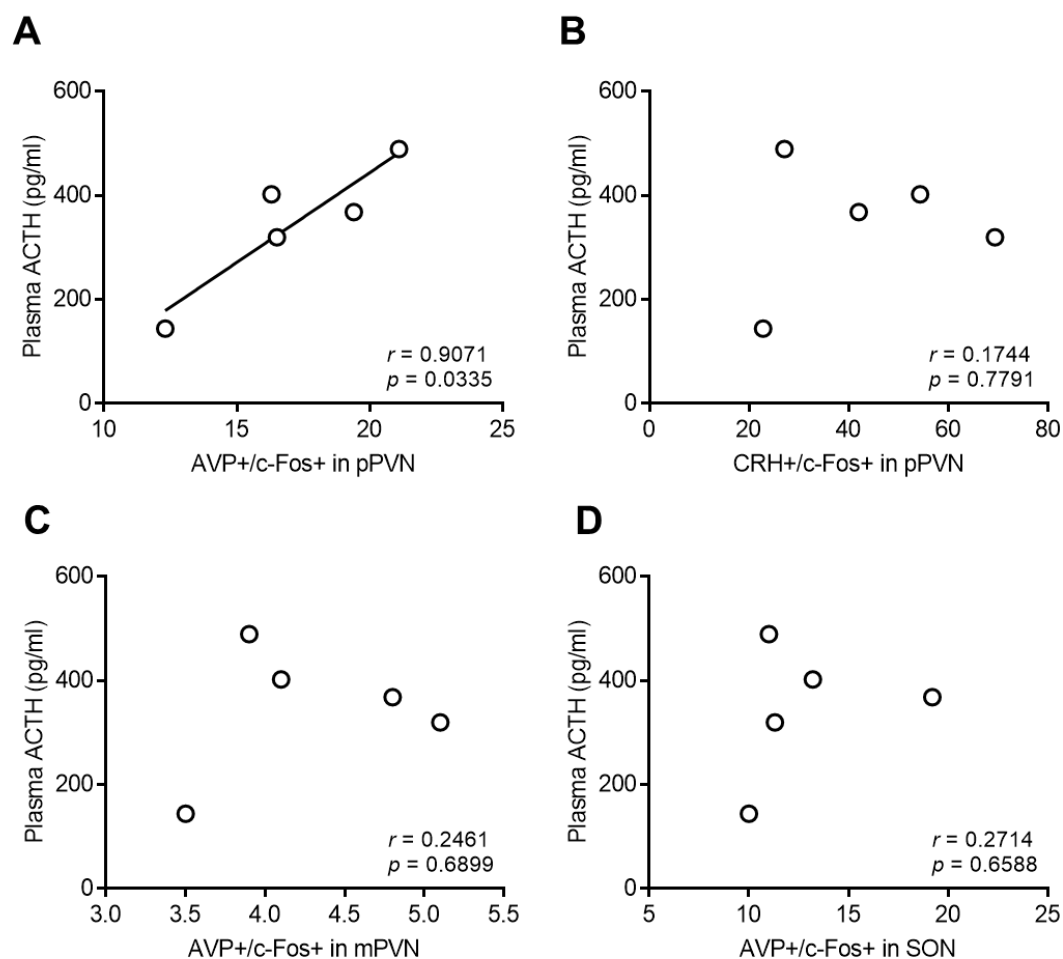 A
Plasma ACTH (pg/ml)
600
400
200
0
10
15
20
25
r = 0.9071
p = 0.0335
AVP+/c-Fos+ in pPVN
B
Plasma ACTH (pg/ml)
600
400
200
0
0
20
40
60
80
r = 0.1744
p = 0.7791
CRH+/c-Fos+ in pPVN
C
Plasma ACTH (pg/ml)
600
400
200
0
3.0
3.5
4.0
4.5
5.0
5.5
r = 0.2461
p = 0.6899
AVP+/c-Fos+ in mPVN
D
Plasma ACTH (pg/ml)
600
400
200
0
5
10
15
20
25
r = 0.2714
p = 0.6588
AVP+/c-Fos+ in SON